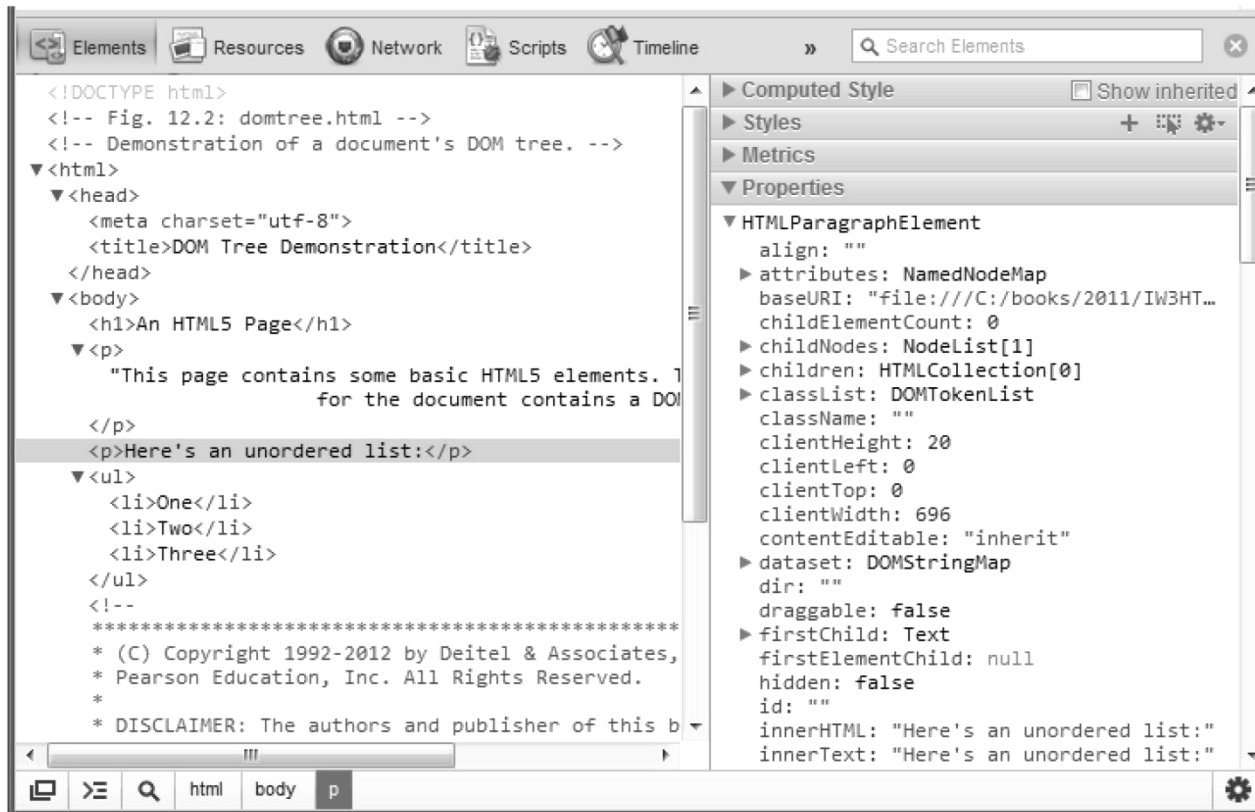 Elements Resources Network Scripts Timeline » Search Elements
<!DOCTYPE html>
<!-- Fig. 12.2: domtree.html -->
<!-- Demonstration of a document's DOM tree. -->
▼<html>
▼<head>
<meta charset="utf-8">
<title>DOM Tree Demonstration</title>
</head>
▼<body>
<h1>An HTML5 Page</h1>
▼<p>
"This page contains some basic HTML5 elements.
for the document contains a
</p>
<p>Here's an unordered list:</p>
▼<ul>
<li>One</li>
<li>Two</li>
<li>Three</li>
</ul>
<!--
*************************************************
* (C) Copyright 1992-2012 by Deitel & Associates,
* Pearson Education, Inc. All Rights Reserved.
*
* DISCLAIMER: The authors and publisher of this b
▶ Computed Style Show inherited
▶ Styles
▶ Metrics
▼ Properties
▼ HTMLParagraphElement
align: ""
▶ attributes: NamedNodeMap
baseURI: "file:///C:/books/2011/IW3HT…
childElementCount: 0
▶ childNodes: NodeList[1]
▶ children: HTMLCollection[0]
▶ classList: DOMTokenList
className: ""
clientHeight: 20
clientLeft: 0
clientTop: 0
clientWidth: 696
contentEditable: "inherit"
▶ dataset: DOMStringMap
dir: ""
draggable: false
▶ firstChild: Text
firstElementChild: null
hidden: false
id: ""
innerHTML: "Here's an unordered list:"
innerText: "Here's an unordered list:"
html body p